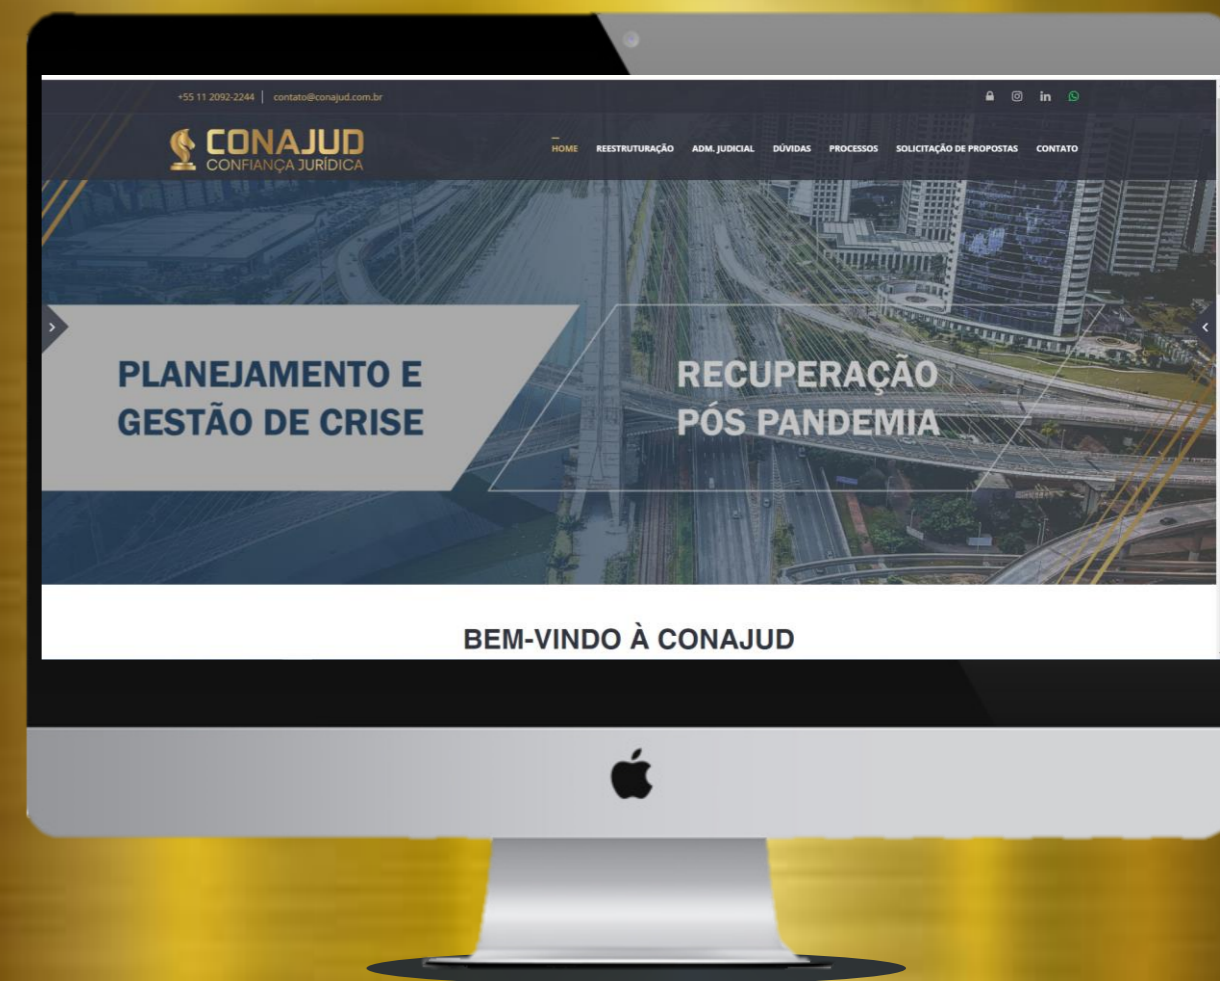 +55 11 2092-2244 | contato@conajud.com.br
in
CONAJUD
CONFIANÇA JURÍDICA
HOME REESTRUTURAÇÃO ADM. JUDICIAL DÚVIDAS PROCESSOS SOLICITAÇÃO DE PROPOSTAS CONTATO
PLANEJAMENTO E
GESTÃO DE CRISE
RECUPERAÇÃO
PÓS PANDEMIA
BEM-VINDO À CONAJUD